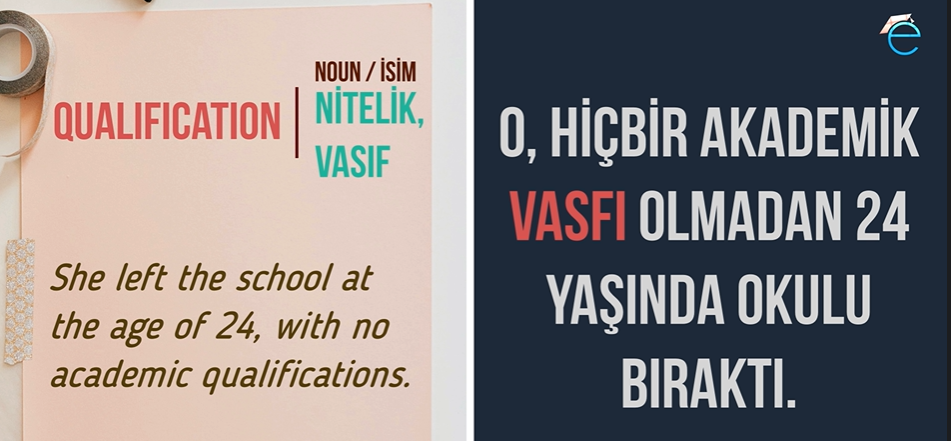 NOUN / İSİM
QUALIFICATION
NİTELİK,
VASIF
She left the school at
the age of 24, with no
academic qualifications.
e
O, HİÇBİR AKADEMİK
VASFI OLMADAN 24
YAŞINDA OKULU
BIRAKTI.